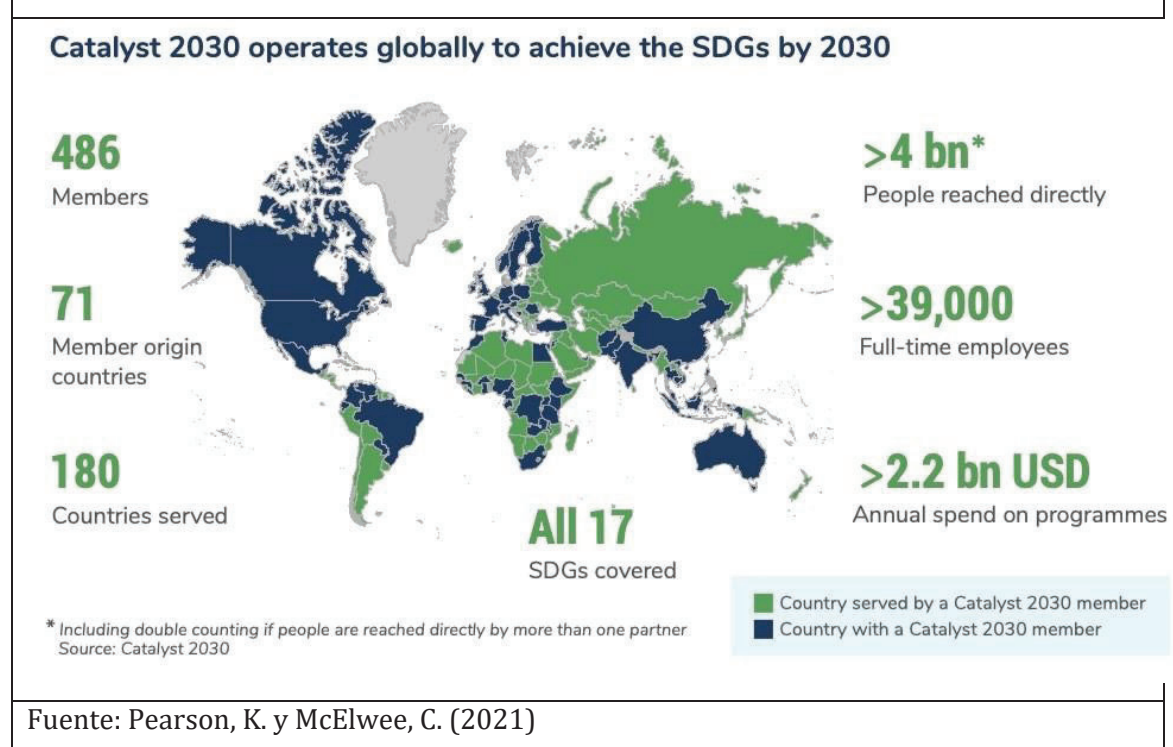 Catalyst 2030 operates globally to achieve the SDGs by 2030
486
Members
71
Member origin
countries
180
Countries served
>4 bn*
People reached directly
>39,000
Full-time employees
>2.2 bn USD
Annual spend on programmes
All 17
SDGs covered
Country served by a Catalyst 2030 member
Country with a Catalyst 2030 member
* Including double counting if people are reached directly by more than one partner
Source: Catalyst 2030
Fuente: Pearson, K. y McElwee, C. (2021)